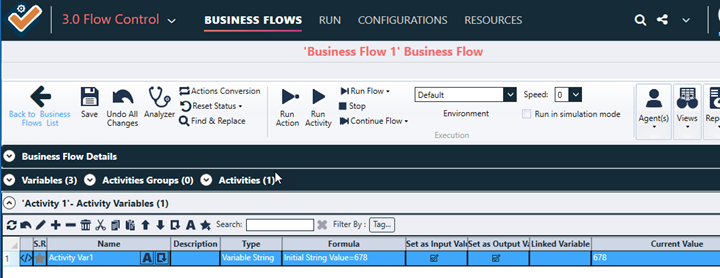 3.0 Flow Control BUSINESS FLOWS RUN CONFIGURATIONS RESOURCES
'Business Flow 1' Business Flow
Back to Business Flows List
Save
Undo All Changes
Analyzer
Actions Conversion
Reset Status
Find & Replace
Run Action
Run Activity
Run Flow
Stop
Continue Flow
Default
Speed: 0
Environment
Run in simulation mode
Execution
Agent(s)
Views
Business Flow Details
Variables (3) Activities Groups (0) Activities (1)
'Activity 1'- Activity Variables (1)
Search: Filter By : Tag...
S.R Name Description Type Formula Set as Input Set as Output Linked Variable Current Value
1 </> Activity Var1 A Variable String Initial String Value=678 678